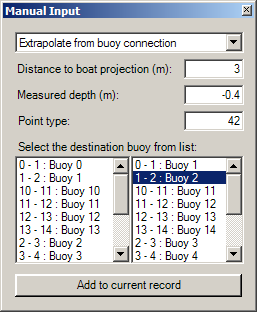 Manual Input
Extrapolate from buoy connection
Distance to boat projection (m): 3
Measured depth (m): -0.4
Point type: 42
Select the destination buoy from list:
0 - 1 : Buoy 0
1 - 2 : Buoy 1
10 - 11 : Buoy 10
11 - 12 : Buoy 11
12 - 13 : Buoy 12
13 - 14 : Buoy 13
2 - 3 : Buoy 2
3 - 4 : Buoy 3
0 - 1 : Buoy 1
1 - 2 : Buoy 2
10 - 11 : Buoy 11
11 - 12 : Buoy 12
12 - 13 : Buoy 13
13 - 14 : Buoy 14
2 - 3 : Buoy 3
3 - 4 : Buoy 4
Add to current record